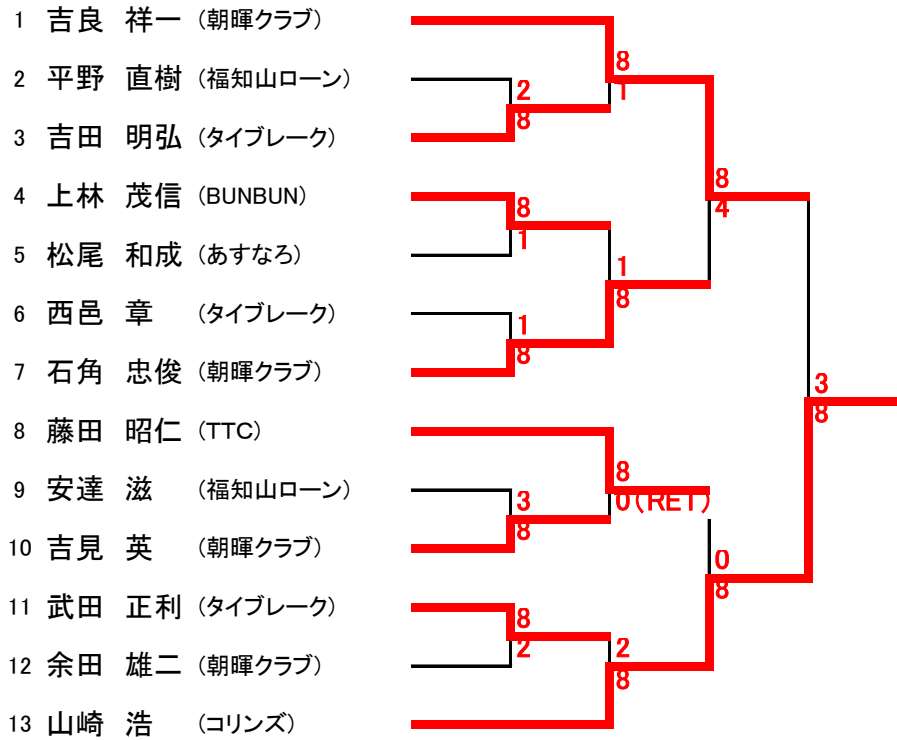 1 吉良 祥一 (朝暉クラブ)
8
2 平野 直樹 (福知山ローン)
1
2
8
3 吉田 明弘 (タイブレーク)
8
4
4 上林 茂信 (BUNBUN)
8
1
5 松尾 和成 (あすなろ)
1
8
6 西邑 章 (タイブレーク)
1
8
7 石角 忠俊 (朝暉クラブ)
3
8
8 藤田 昭仁 (TTC)
8
9 安達 滋 (福知山ローン)
0(RET)
3
8
10 吉見 英 (朝暉クラブ)
0
8
11 武田 正利 (タイブレーク)
8
2
12 余田 雄二 (朝暉クラブ)
2
8
13 山崎 浩 (コリンズ)